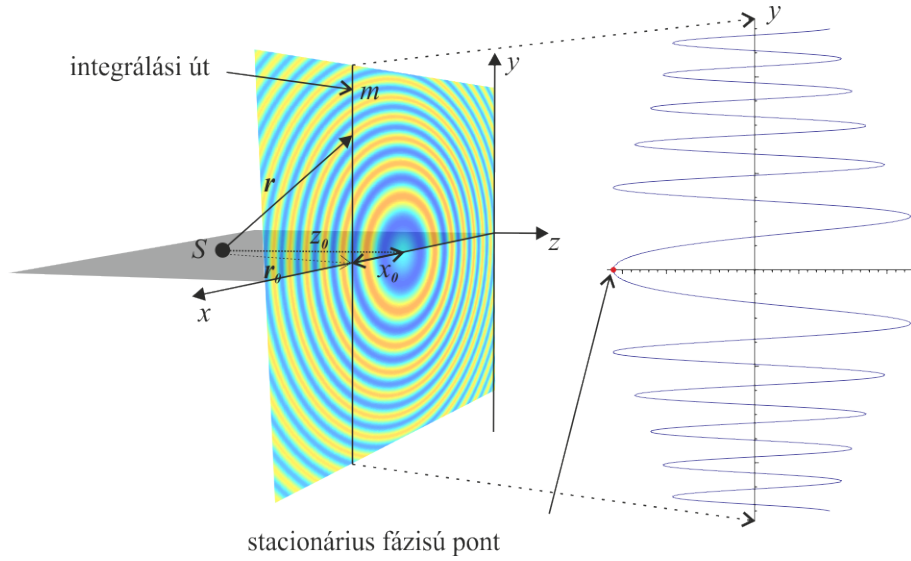 y
integrálási út
y
m
r
S
z₀
z
r₀
x₀
x
stacionárius fázisú pont